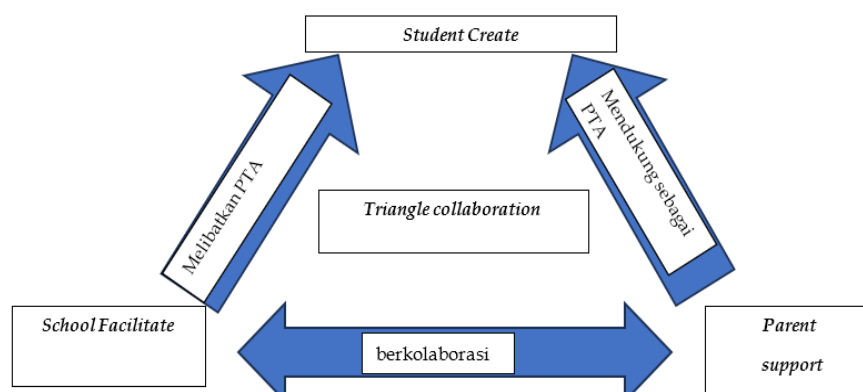 Student Create
Melibatkan PTA
Mendukung sebagai
PTA
Triangle collaboration
School Facilitate
berkolaborasi
Parent
support